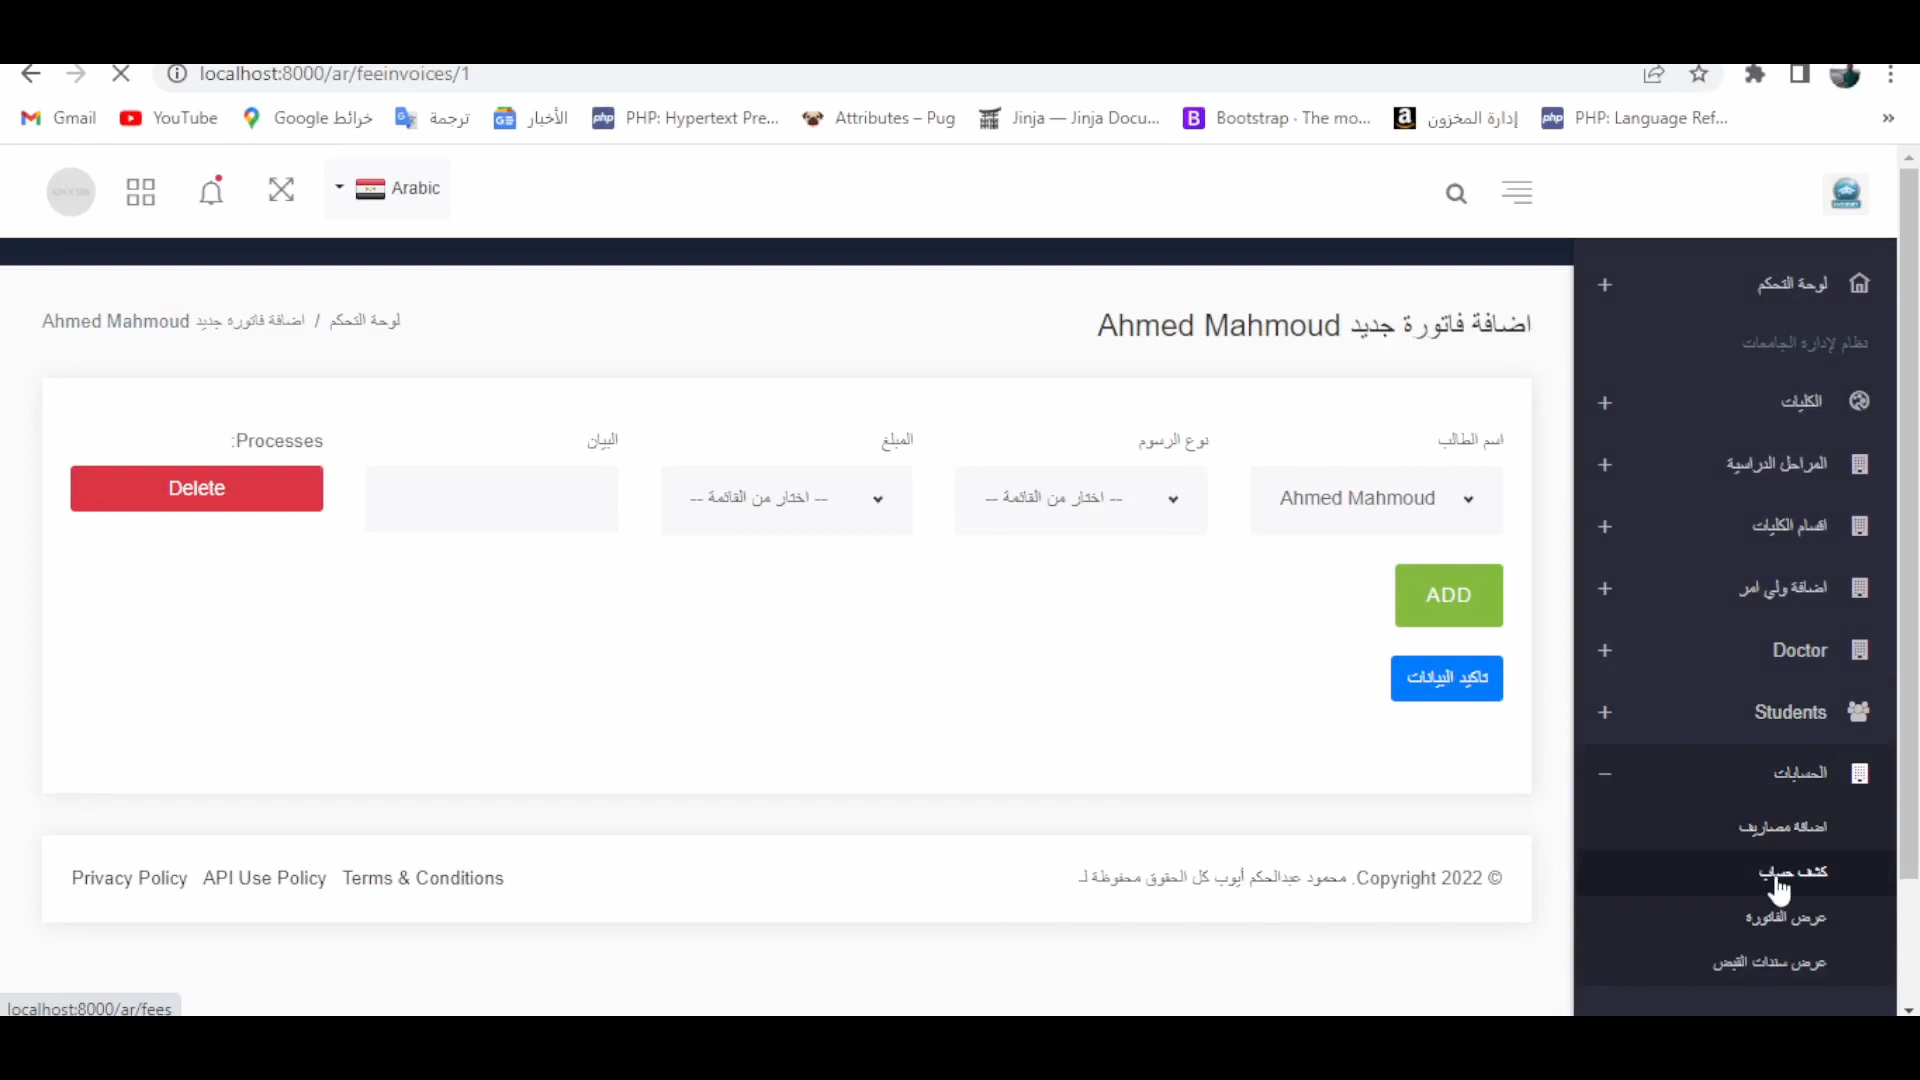 localhost:8000/ar/feeinvoices/1
Gmail
YouTube
خرائط Google
ترجمة
الأخبار
PHP: Hypertext Pre...
Attributes – Pug
Jinja — Jinja Docu...
Bootstrap · The mo...
إدارة المخزون
PHP: Language Ref...
»
Arabic
لوحة التحكم
نظام لإدارة الجامعات
الكليات
المراحل الدراسية
اقسام الكليات
اضافة ولي امر
Doctor
Students
الحسابات
اضافة مصاريف
كشف حساب
عرض الفاتورة
عرض سندات القبض
اضافة فاتورة جديد Ahmed Mahmoud
لوحة التحكم / اضافة فاتورة جديد Ahmed Mahmoud
اسم الطالب
نوع الرسوم
المبلغ
البيان
Processes:
Ahmed Mahmoud
-- اختار من القائمة --
-- اختار من القائمة --
Delete
ADD
تاكيد البيانات
© Copyright 2022. محمود عبدالحكم أيوب كل الحقوق محفوظة لـ
Privacy Policy API Use Policy Terms & Conditions
localhost:8000/ar/fees